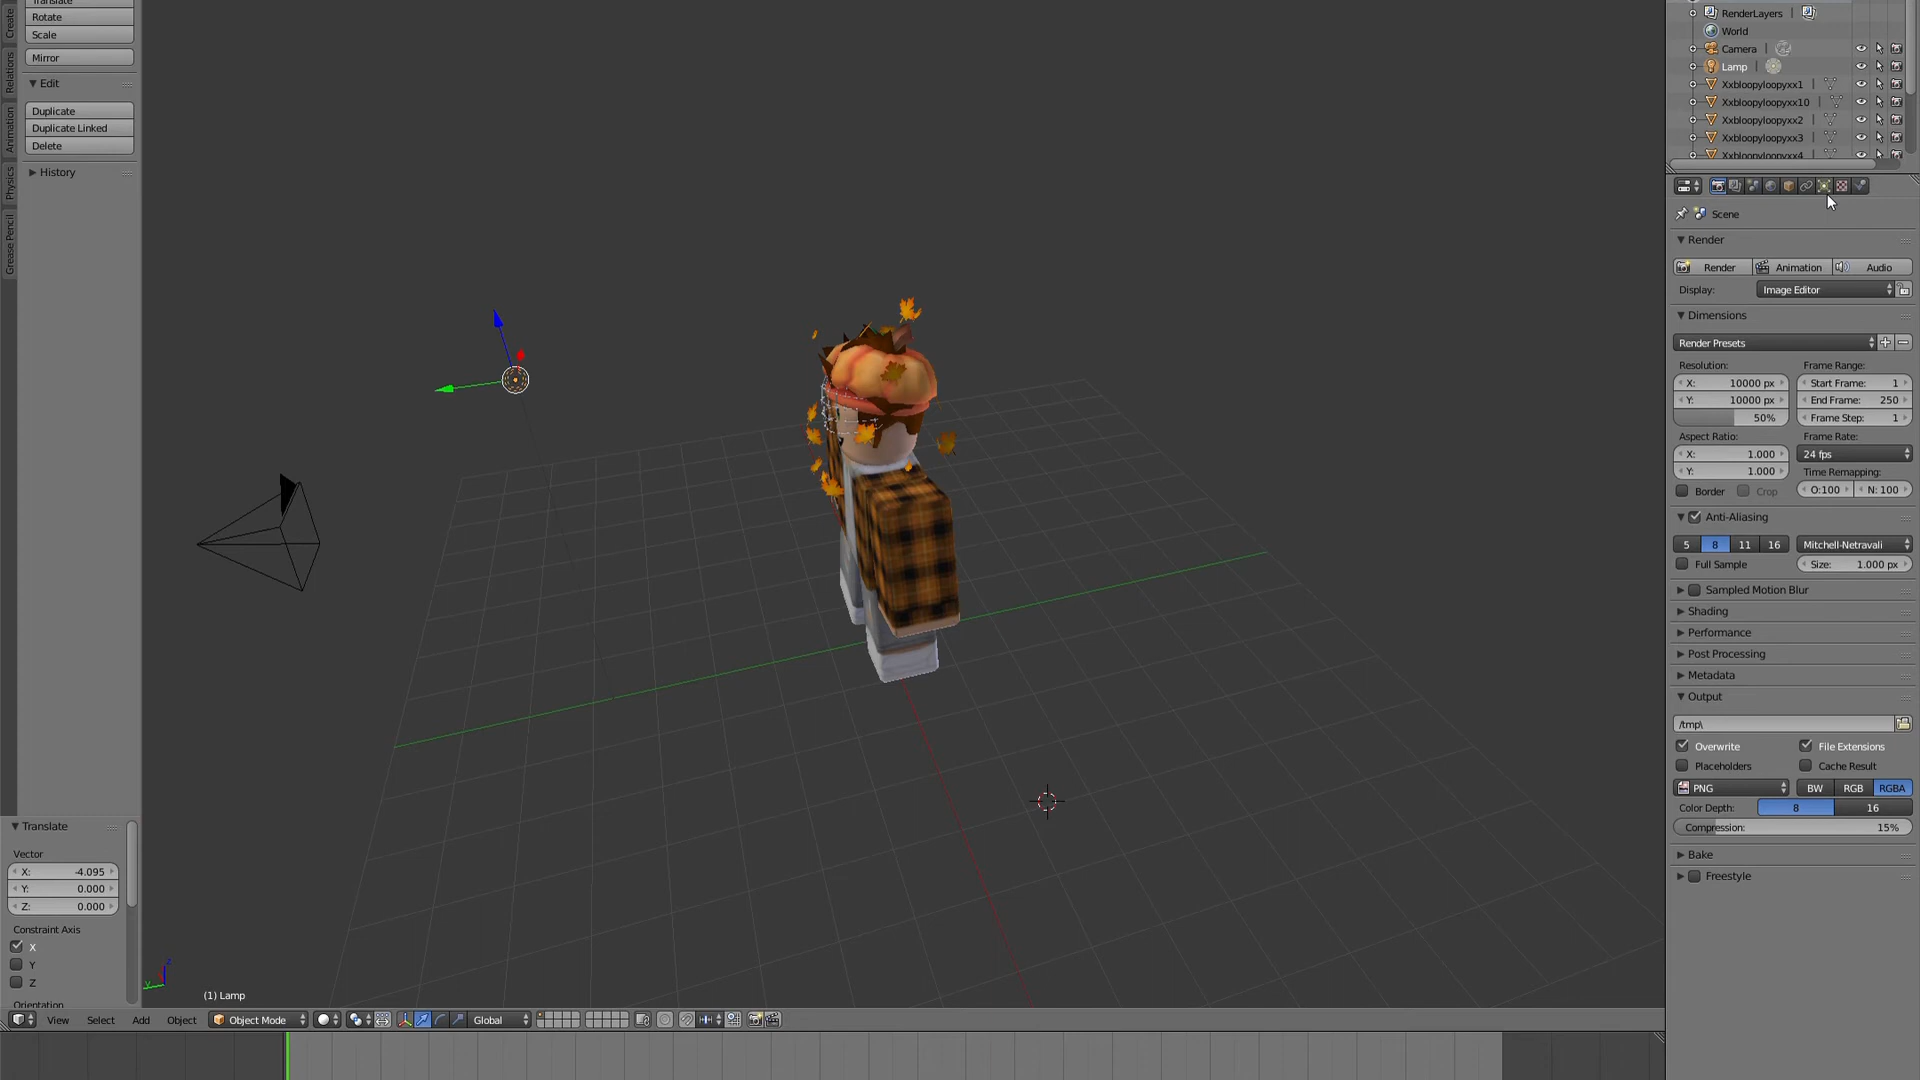 Translate
Rotate
Scale
Mirror
Edit
Duplicate
Duplicate Linked
Delete
History
Create
Relations
Animation
Physics
Grease Pencil
Translate
Vector
X: -4.095
Y: 0.000
Z: 0.000
Constraint Axis
X
Y
Z
Orientation
(1) Lamp
z
y
View Select Add Object Object Mode Global
RenderLayers
World
Camera
Lamp
Xxbloopyloopyxx1
Xxbloopyloopyxx10
Xxbloopyloopyxx2
Xxbloopyloopyxx3
Xxbloopyloopyxx4
Scene
Render
Render Animation Audio
Display: Image Editor
Dimensions
Render Presets
Resolution: Frame Range:
X: 10000 px Start Frame: 1
Y: 10000 px End Frame: 250
50% Frame Step: 1
Aspect Ratio: Frame Rate:
X: 1.000 24 fps
Y: 1.000 Time Remapping:
Border Crop O:100 N: 100
Anti-Aliasing
5 8 11 16 Mitchell-Netravali
Full Sample Size: 1.000 px
Sampled Motion Blur
Shading
Performance
Post Processing
Metadata
Output
/tmp\
Overwrite File Extensions
Placeholders Cache Result
PNG BW RGB RGBA
Color Depth: 8 16
Compression: 15%
Bake
Freestyle